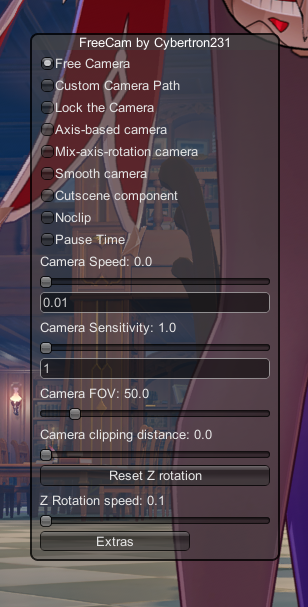 FreeCam by Cybertron231
Free Camera
Custom Camera Path
Lock the Camera
Axis-based camera
Mix-axis-rotation camera
Smooth camera
Cutscene component
Noclip
Pause Time
Camera Speed: 0.0
0.01
Camera Sensitivity: 1.0
1
Camera FOV: 50.0
Camera clipping distance: 0.0
Reset Z rotation
Z Rotation speed: 0.1
Extras